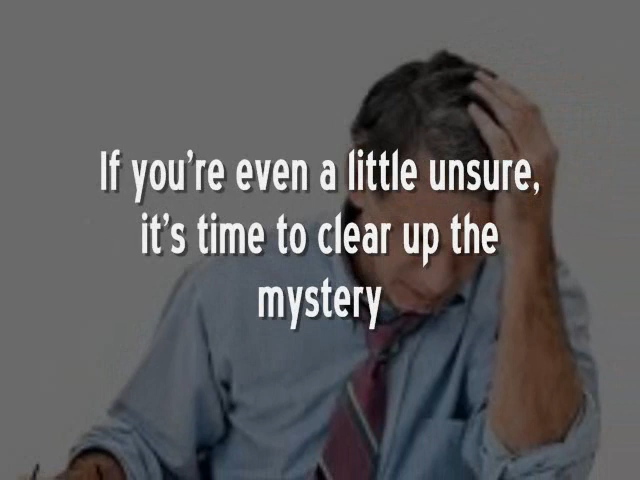 If you're even a little unsure,
it's time to clear up the
mystery